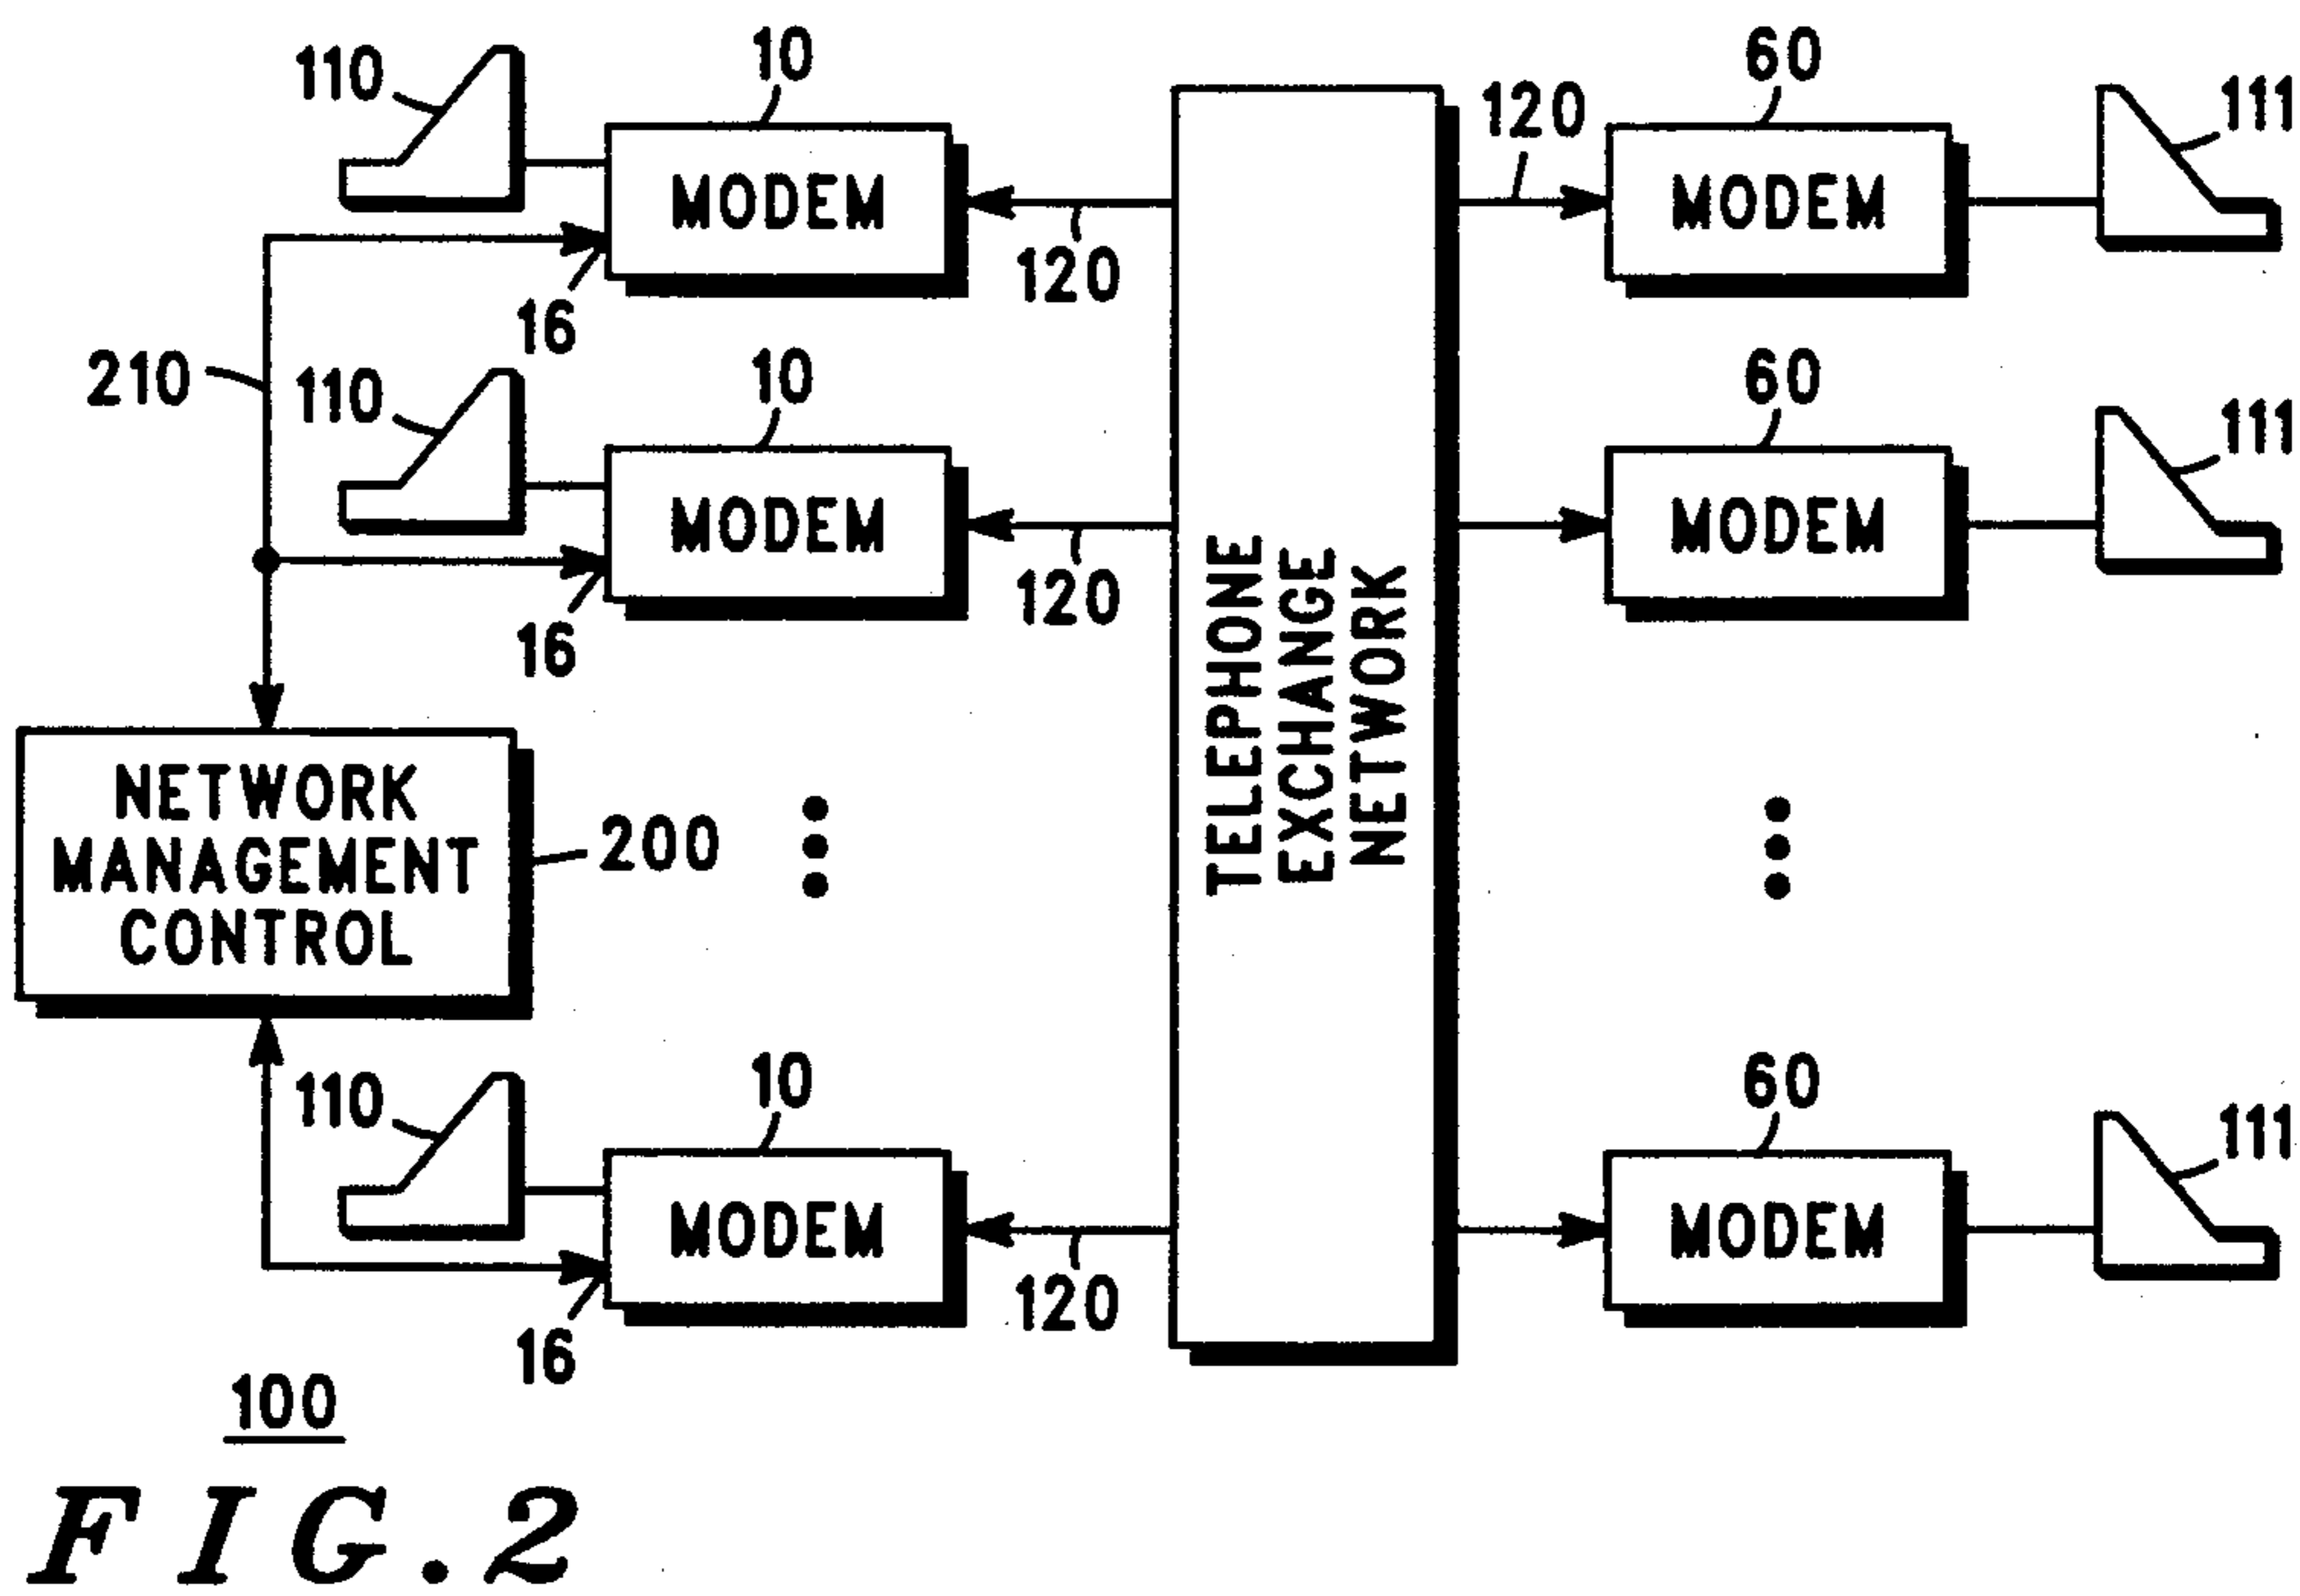 110
10
60
111
120
MODEM
MODEM
120
16
210
110
10
60
111
MODEM
MODEM
120
16
TELEPHONE
EXCHANGE
NETWORK
NETWORK
MANAGEMENT
CONTROL
200
110
10
60
111
MODEM
MODEM
120
16
100
FIG.2